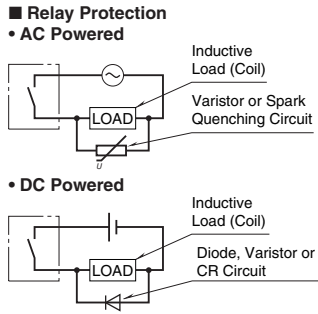 ■ Relay Protection
• AC Powered
Inductive
Load (Coil)
LOAD
Varistor or Spark
Quenching Circuit
U
• DC Powered
Inductive
Load (Coil)
LOAD
Diode, Varistor or
CR Circuit